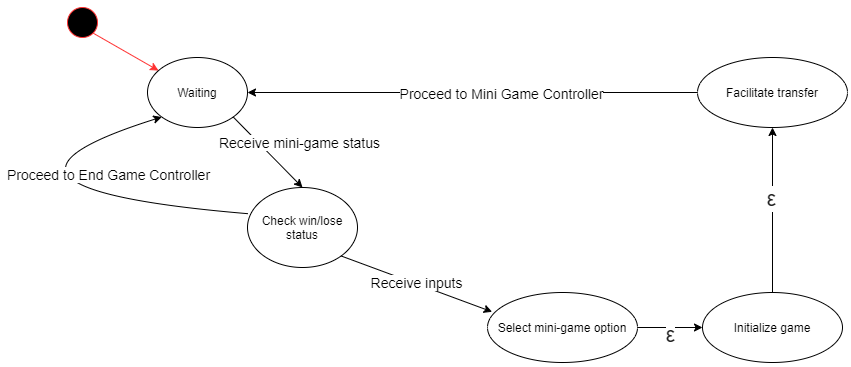 Waiting
Facilitate transfer
Proceed to Mini Game Controller
Receive mini-game status
Proceed to End Game Controller
Check win/lose
status
ε
Receive inputs
Select mini-game option
ε
Initialize game